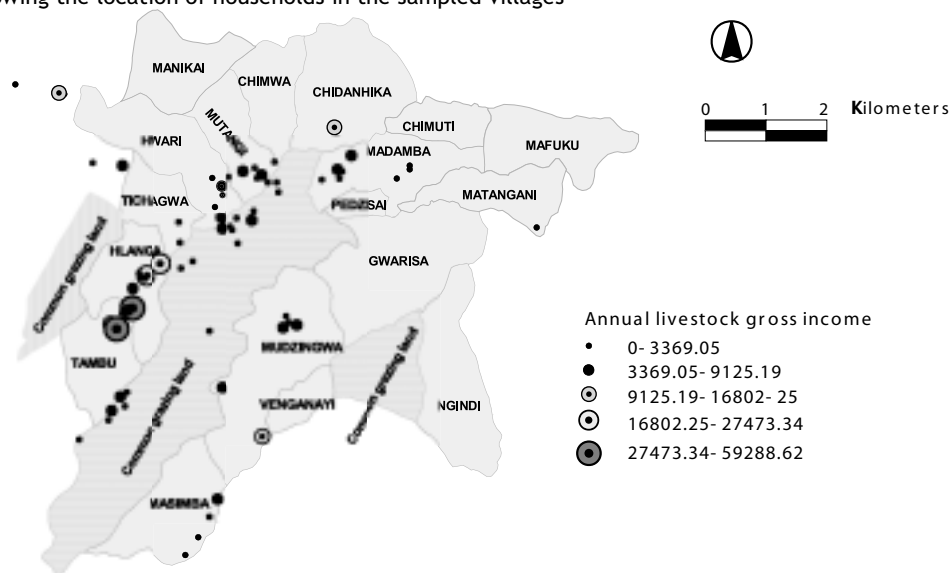 owing the location of households in the sampled villages
MANIKAI
CHIMWA
CHIDANHIKA
0 1 2 Kilometers
MUTANGI
CHIMUTI
HWARI
MADAMBA
MAFUKU
TICHAGWA
PEDZISAI
MATANGANI
HLANGA
GWARISA
Common grazing land
Annual livestock gross income
0- 3369.05
3369.05- 9125.19
9125.19- 16802- 25
16802.25- 27473.34
27473.34- 59288.62
MUDZINGWA
TAMBU
Common grazing land
Common grazing land
VENGANAYI
NGINDI
MASIMBA